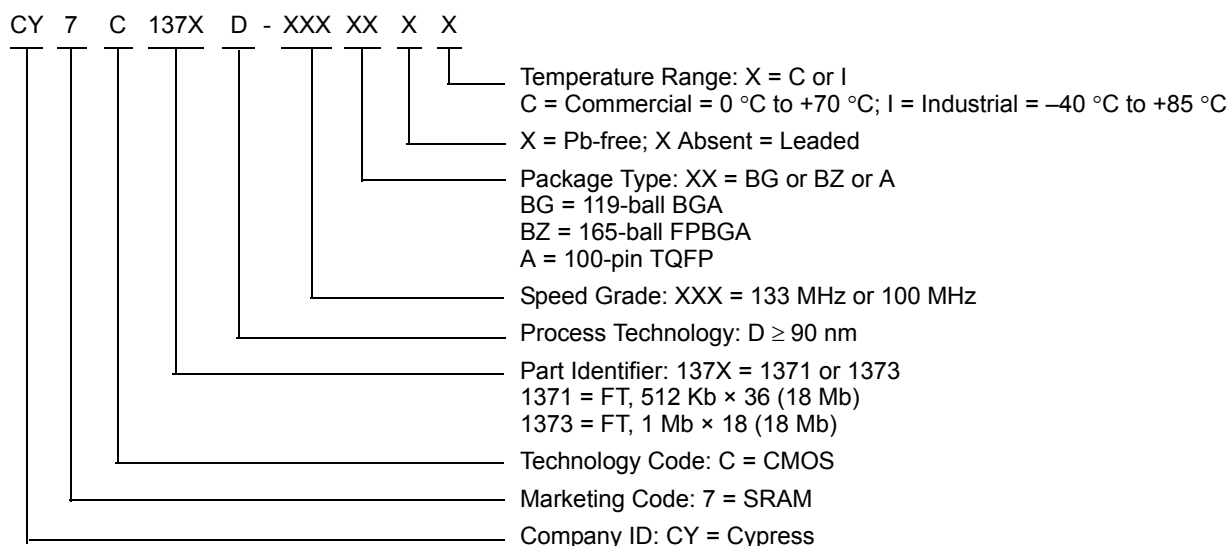 CY 7 C 137X D - XXX XX X X
Temperature Range: X = C or I
C = Commercial = 0 °C to +70 °C; I = Industrial = –40 °C to +85 °C
X = Pb-free; X Absent = Leaded
Package Type: XX = BG or BZ or A
BG = 119-ball BGA
BZ = 165-ball FPBGA
A = 100-pin TQFP
Speed Grade: XXX = 133 MHz or 100 MHz
Process Technology: D ≥ 90 nm
Part Identifier: 137X = 1371 or 1373
1371 = FT, 512 Kb × 36 (18 Mb)
1373 = FT, 1 Mb × 18 (18 Mb)
Technology Code: C = CMOS
Marketing Code: 7 = SRAM
Company ID: CY = Cypress